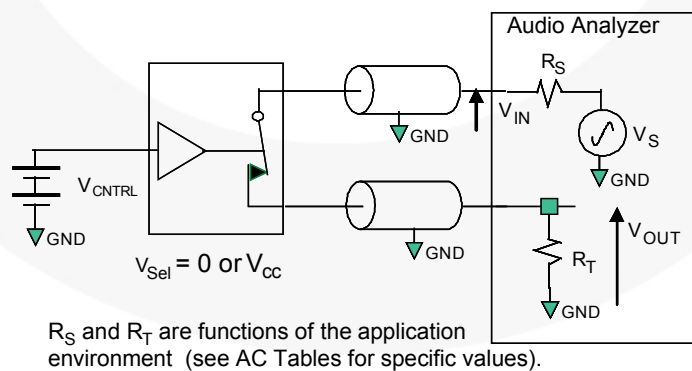 Audio Analyzer
R_S
V_IN
V_S
GND
GND
V_CNTRL
GND
GND
V_OUT
R_T
GND
V_Sel = 0 or V_cc
R_S and R_T are functions of the application
environment (see AC Tables for specific values).